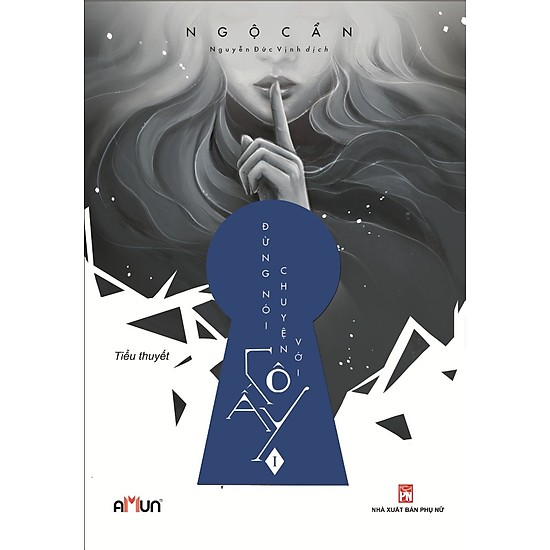 NGỘ CẨN
Nguyễn Đức Vịnh dịch
ĐỪNG NÓI
CHUYỆN
VỚI
CÔ
ẤY
I
Tiểu thuyết
AMUN
PN
NHÀ XUẤT BẢN PHỤ NỮ